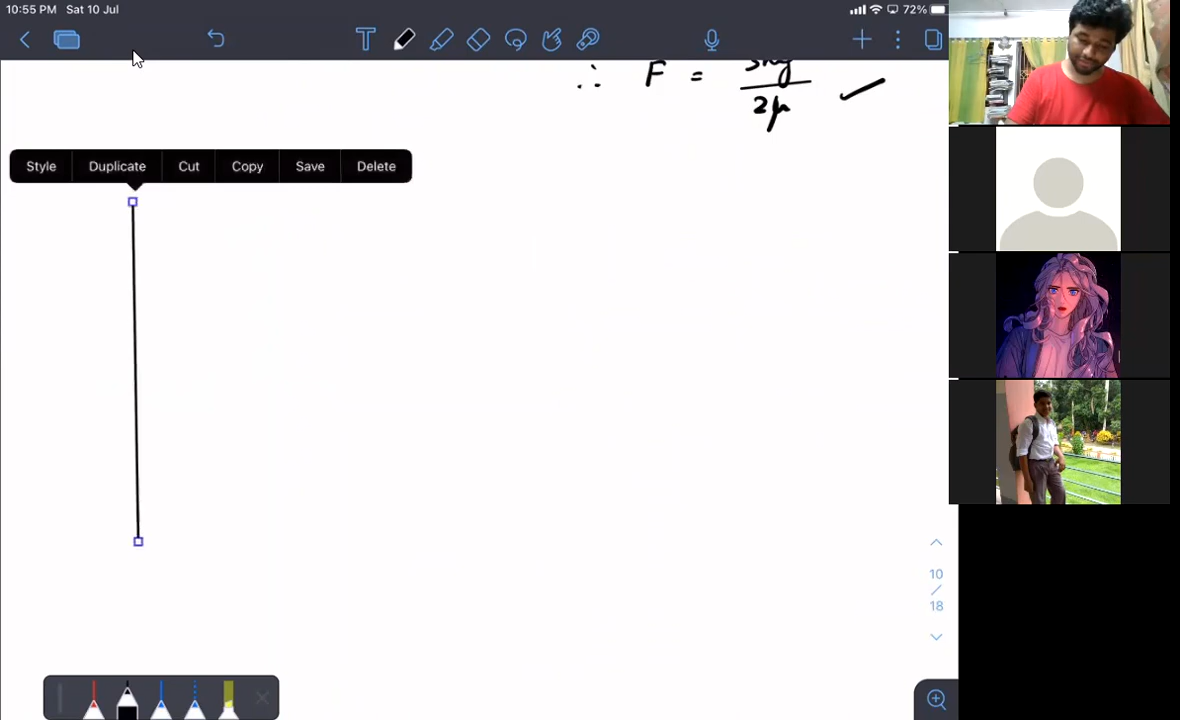 10:55 PM Sat 10 Jul 72%
∴ F =
2μ
Style Duplicate Cut Copy Save Delete
10
/
18